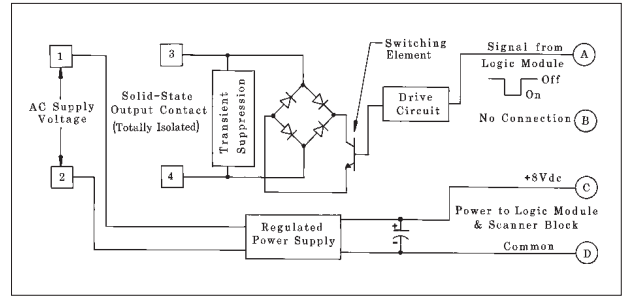 1
3
Switching
Element
Signal from
Logic Module
A
Off
On
Solid-State
Output Contact
(Totally Isolated)
Transient
Suppression
Drive
Circuit
AC Supply
Voltage
No Connection
B
4
2
+8Vdc
C
Regulated
Power Supply
+
-
Power to Logic Module
& Scanner Block
Common
D